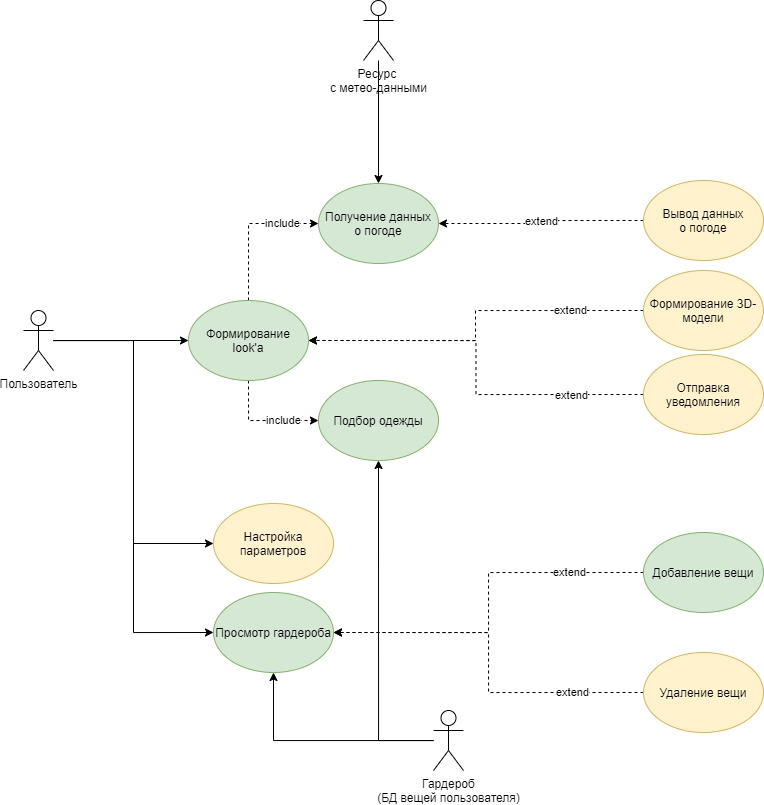 Ресурс
с метео-данными
include
Получение данных
о погоде
extend
Вывод данных
о погоде
Формирование
look'а
extend
Формирование 3D-
модели
Пользователь
extend
Отправка
уведомления
include
Подбор одежды
Настройка
параметров
extend
Добавление вещи
Просмотр гардероба
extend
Удаление вещи
Гардероб
(БД вещей пользователя)